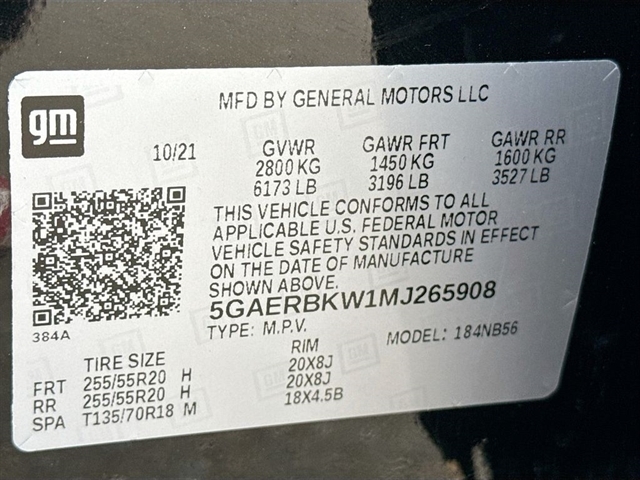 MFD BY GENERAL MOTORS LLC
gm
10/21 GVWR GAWR FRT GAWR RR
2800 KG 1450 KG 1600 KG
6173 LB 3196 LB 3527 LB
THIS VEHICLE CONFORMS TO ALL
APPLICABLE U.S. FEDERAL MOTOR
VEHICLE SAFETY STANDARDS IN EFFECT
ON THE DATE OF MANUFACTURE
SHOWN ABOVE.
5GAERBKW1MJ265908
384A
TYPE: M.P.V. MODEL: 184NB56
TIRE SIZE RIM
FRT 255/55R20 H 20X8J
RR 255/55R20 H 20X8J
SPA T135/70R18 M 18X4.5B